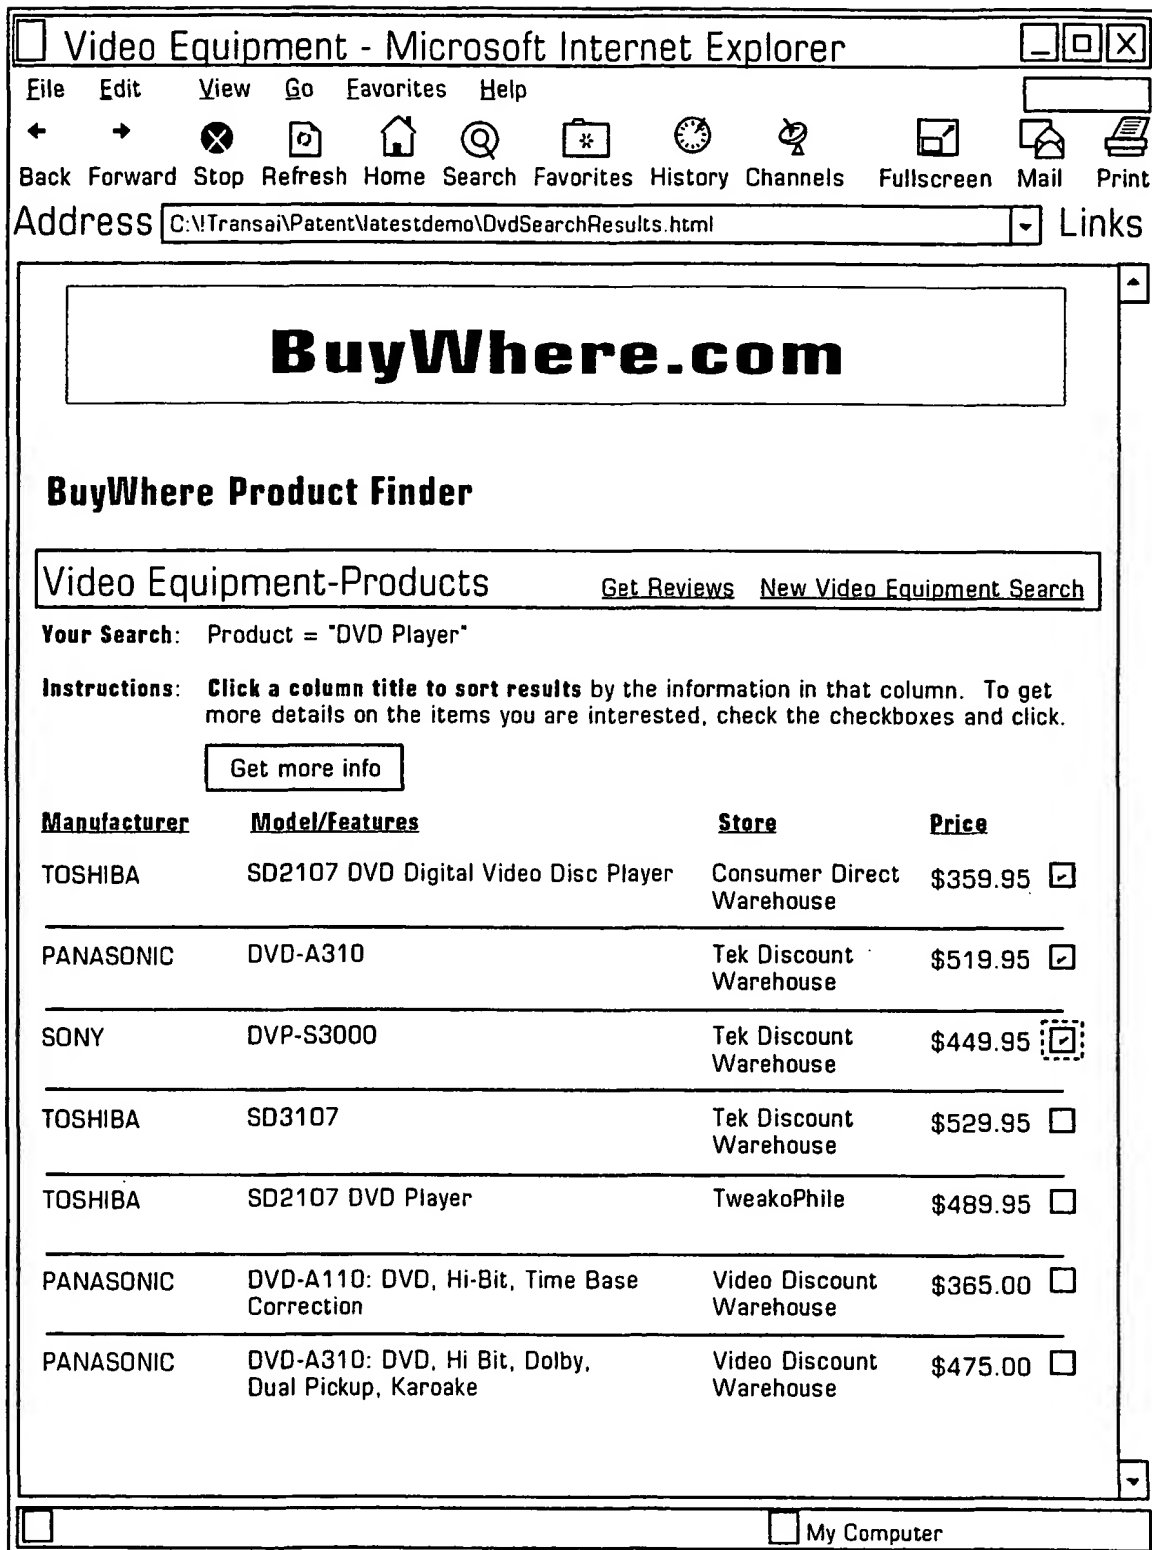 Video Equipment - Microsoft Internet Explorer
File Edit View Go Favorites Help
Back Forward Stop Refresh Home Search Favorites History Channels Fullscreen Mail Print
Address C:\!Transai\Patent\latestdemo\DvdSearchResults.html Links
BuyWhere.com
BuyWhere Product Finder
Video Equipment-Products Get Reviews New Video Equipment Search
Your Search: Product = "DVD Player"
Instructions: Click a column title to sort results by the information in that column. To get
more details on the items you are interested, check the checkboxes and click.
Get more info
Manufacturer Model/Features Store Price
TOSHIBA SD2107 DVD Digital Video Disc Player Consumer Direct $359.95
Warehouse
PANASONIC DVD-A310 Tek Discount $519.95
Warehouse
SONY DVP-S3000 Tek Discount $449.95
Warehouse
TOSHIBA SD3107 Tek Discount $529.95
Warehouse
TOSHIBA SD2107 DVD Player TweakoPhile $489.95
PANASONIC DVD-A110: DVD, Hi-Bit, Time Base Video Discount $365.00
Correction Warehouse
PANASONIC DVD-A310: DVD, Hi Bit, Dolby, Video Discount $475.00
Dual Pickup, Karoake Warehouse
My Computer